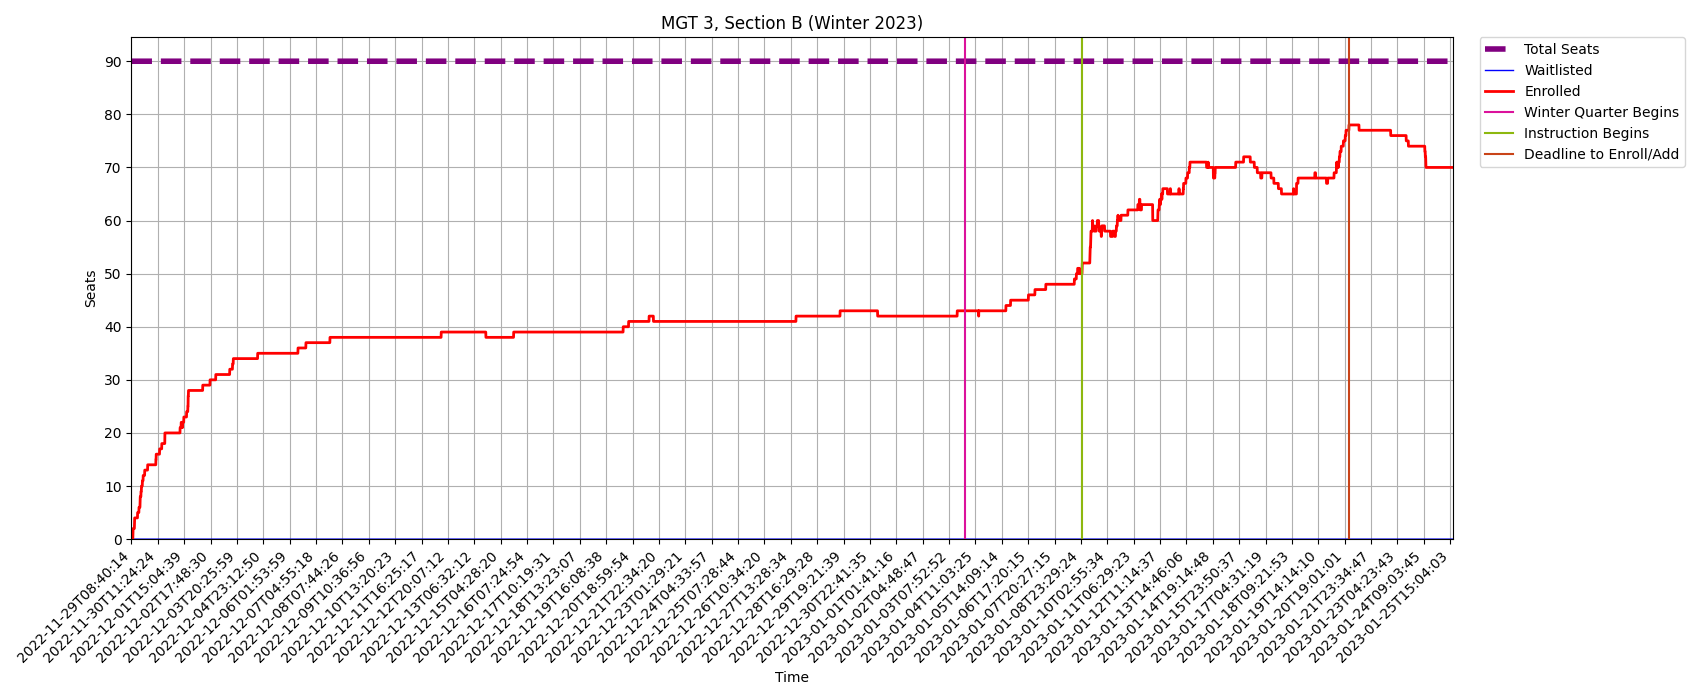 MGT 3, Section B (Winter 2023)
Total Seats
Waitlisted
Enrolled
Winter Quarter Begins
Instruction Begins
Deadline to Enroll/Add
Seats
90
80
70
60
50
40
30
20
10
0
2022-11-29T08:40:14
2022-11-30T11:24:24
2022-12-01T15:04:39
2022-12-02T17:48:30
2022-12-03T20:25:59
2022-12-04T23:12:50
2022-12-06T01:53:59
2022-12-07T04:55:18
2022-12-08T07:44:26
2022-12-09T10:36:56
2022-12-10T13:20:23
2022-12-11T16:25:17
2022-12-12T20:07:12
2022-12-13T06:32:12
2022-12-15T04:28:20
2022-12-16T07:24:54
2022-12-17T10:19:31
2022-12-18T13:23:07
2022-12-19T16:08:38
2022-12-20T18:59:54
2022-12-21T22:34:20
2022-12-23T01:29:21
2022-12-24T04:33:57
2022-12-25T07:28:44
2022-12-26T10:34:20
2022-12-27T13:28:34
2022-12-28T16:29:28
2022-12-29T19:21:39
2022-12-30T22:41:35
2023-01-01T01:41:16
2023-01-02T04:48:47
2023-01-03T07:52:52
2023-01-04T11:03:25
2023-01-05T14:09:14
2023-01-06T17:20:15
2023-01-07T20:27:15
2023-01-08T23:29:24
2023-01-10T02:55:34
2023-01-11T06:29:23
2023-01-12T11:14:37
2023-01-13T14:46:06
2023-01-14T19:14:48
2023-01-15T23:50:37
2023-01-17T04:31:19
2023-01-18T09:21:53
2023-01-19T14:14:10
2023-01-20T19:01:01
2023-01-21T23:34:47
2023-01-23T04:23:43
2023-01-24T09:03:45
2023-01-25T15:04:03
Time